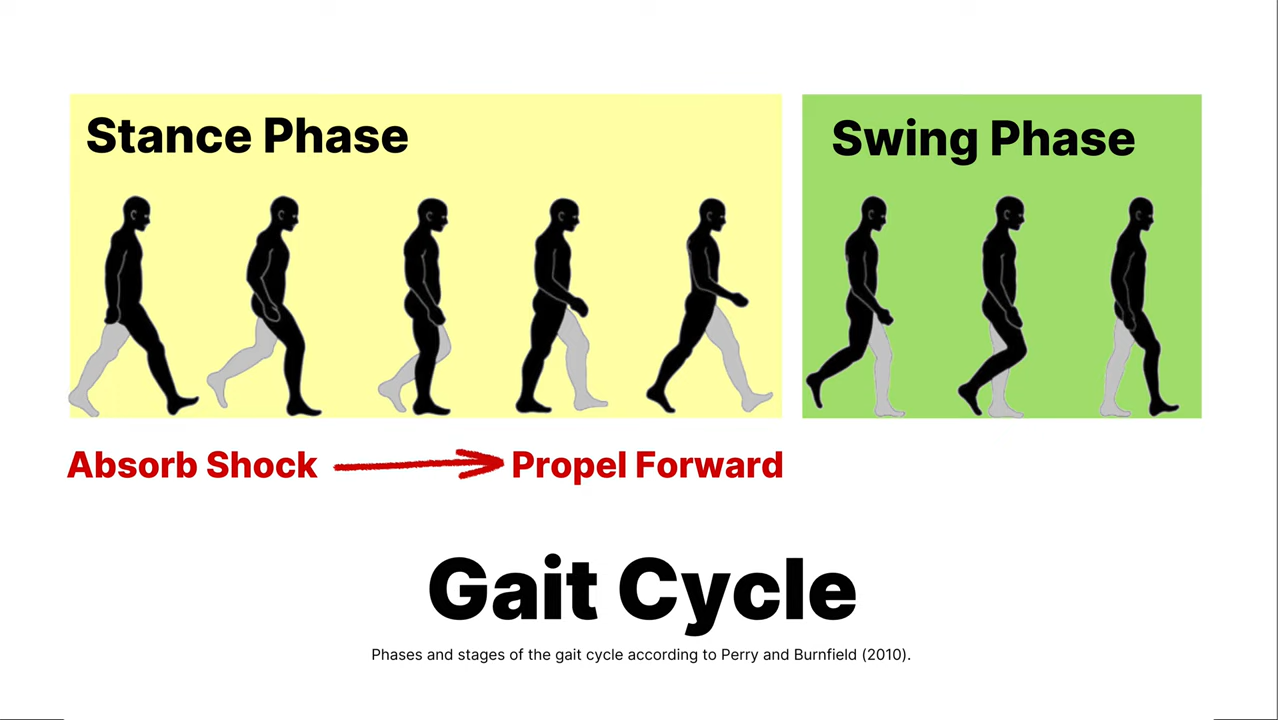 Stance Phase
Swing Phase
Absorb Shock
Propel Forward
Gait Cycle
Phases and stages of the gait cycle according to Perry and Burnfield (2010).